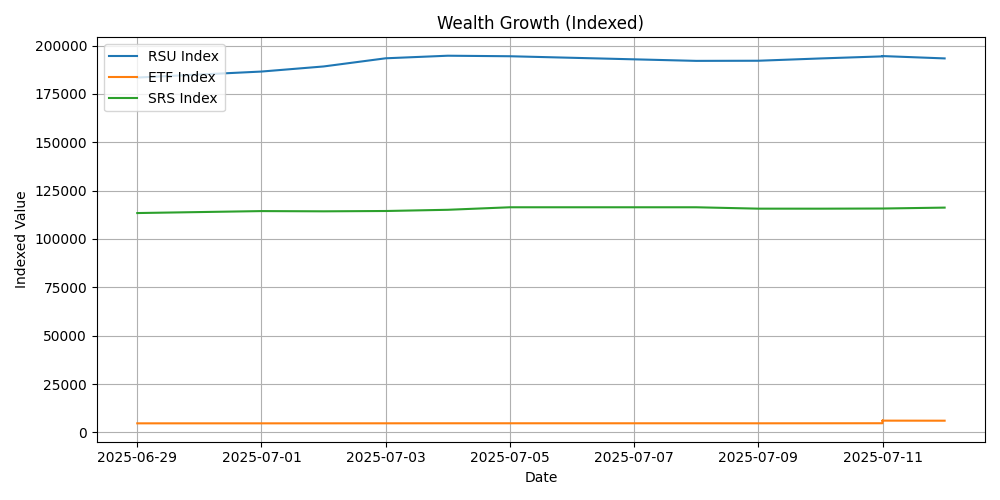 Wealth Growth (Indexed)
RSU Index
ETF Index
SRS Index
200000
175000
150000
125000
100000
75000
50000
25000
0
Indexed Value
2025-06-29
2025-07-01
2025-07-03
2025-07-05
2025-07-07
2025-07-09
2025-07-11
Date